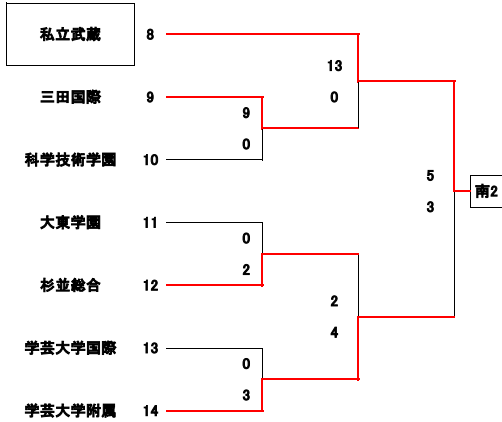 私立武蔵 8
13
三田国際 9
0
9
0
科学技術学園 10
5
南2
3
大東学園 11
0
2
杉並総合 12
2
4
学芸大学国際 13
0
3
学芸大学附属 14